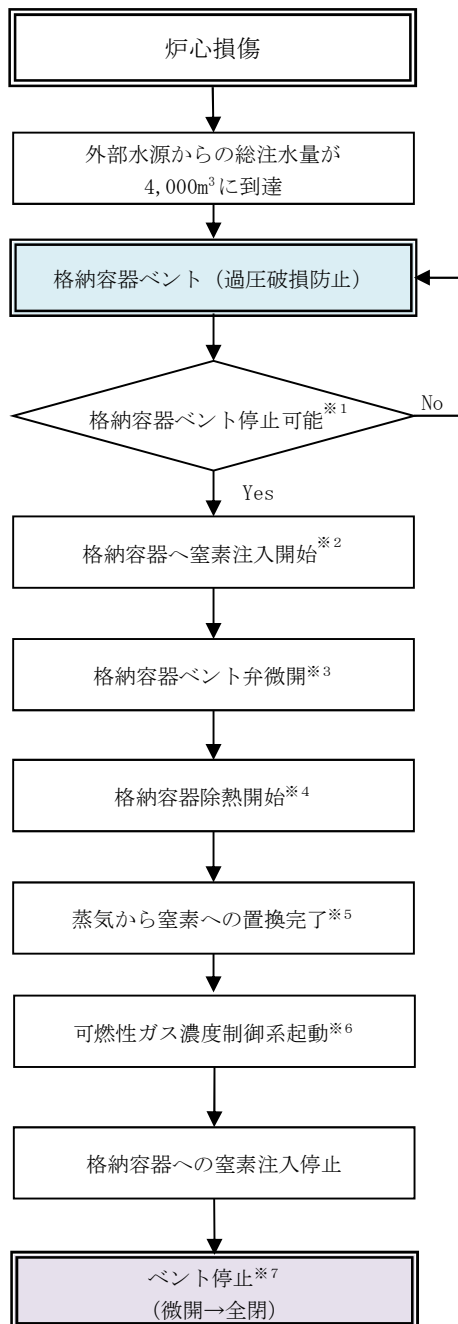 炉心損傷
外部水源からの総注水量が
4,000m³に到達
格納容器ベント（過圧破損防止）
格納容器ベント停止可能※1
No
Yes
格納容器へ窒素注入開始※2
格納容器ベント弁微開※3
格納容器除熱開始※4
蒸気から窒素への置換完了※5
可燃性ガス濃度制御系起動※6
格納容器への窒素注入停止
ベント停止※7
（微開→全閉）